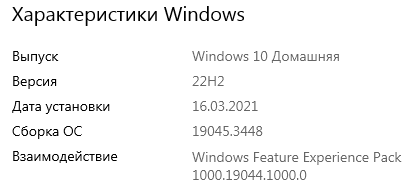 Характеристики Windows
Выпуск Windows 10 Домашняя
Версия 22H2
Дата установки 16.03.2021
Сборка ОС 19045.3448
Взаимодействие Windows Feature Experience Pack
1000.19044.1000.0